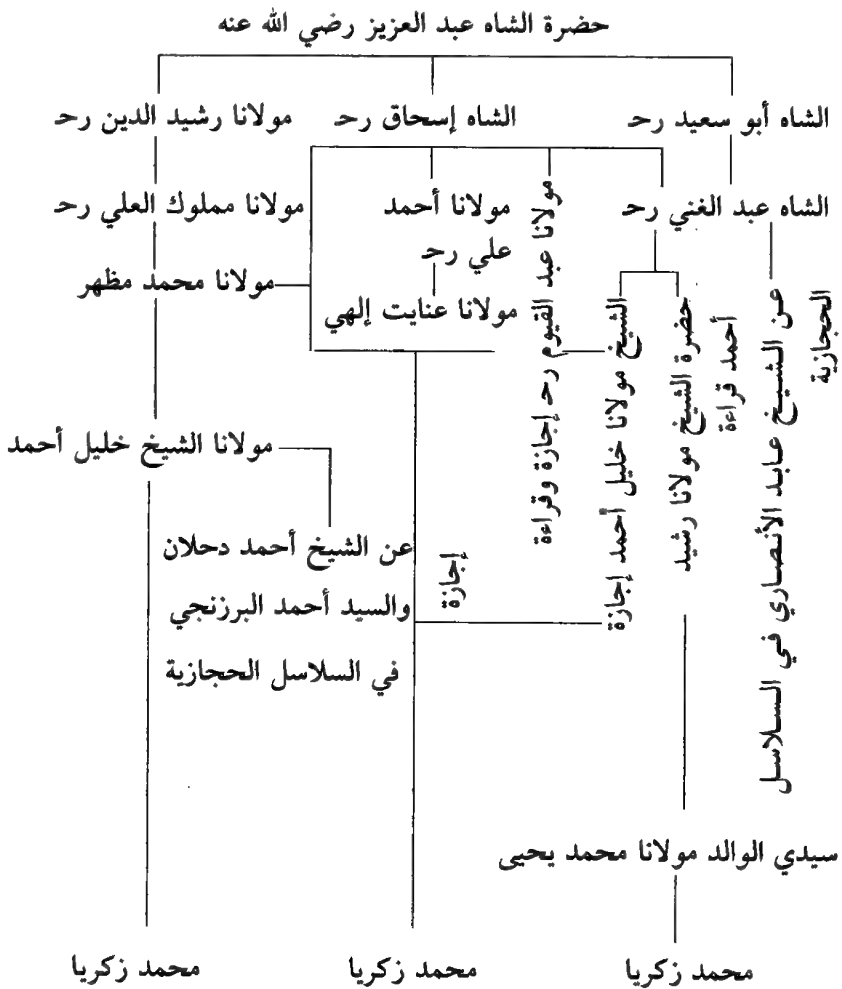 حضرة الشاه عبد العزيز رضي الله عنه
الشاه أبو سعيد رحـ
الشاه إسحاق رحـ
مولانا رشيد الدين رحـ
الشاه عبد الغني رحـ
مولانا أحمد
علي رحـ
مولانا مملوك العلي رحـ
مولانا عبد القيوم رحـ إجازة وقراءة
مولانا محمد مظهر
مولانا عنايت إلهي
عن الشيخ عابد الأنصاري في السلاسل
الحجازية
حضرة الشيخ مولانا رشيد
أحمد قراءة
الشيخ مولانا خليل أحمد إجازة
مولانا الشيخ خليل أحمد
عن الشيخ أحمد دحلان
والسيد أحمد البرزنجي
في السلاسل الحجازية
إجازة
سيدي الوالد مولانا محمد يحيى
محمد زكريا
محمد زكريا
محمد زكريا